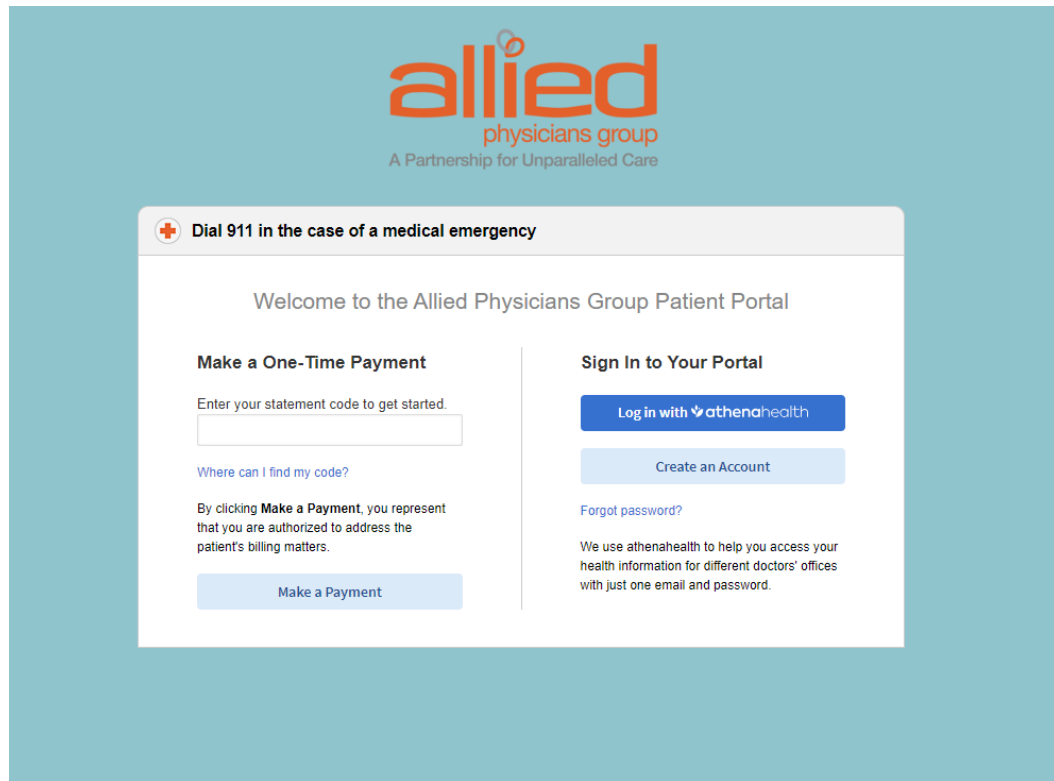 allied
physicians group
A Partnership for Unparalleled Care
Dial 911 in the case of a medical emergency
Welcome to the Allied Physicians Group Patient Portal
Make a One-Time Payment
Enter your statement code to get started.
Where can I find my code?
By clicking Make a Payment, you represent
that you are authorized to address the
patient's billing matters.
Make a Payment
Sign In to Your Portal
Log in with athenahealth
Create an Account
Forgot password?
We use athenahealth to help you access your
health information for different doctors' offices
with just one email and password.